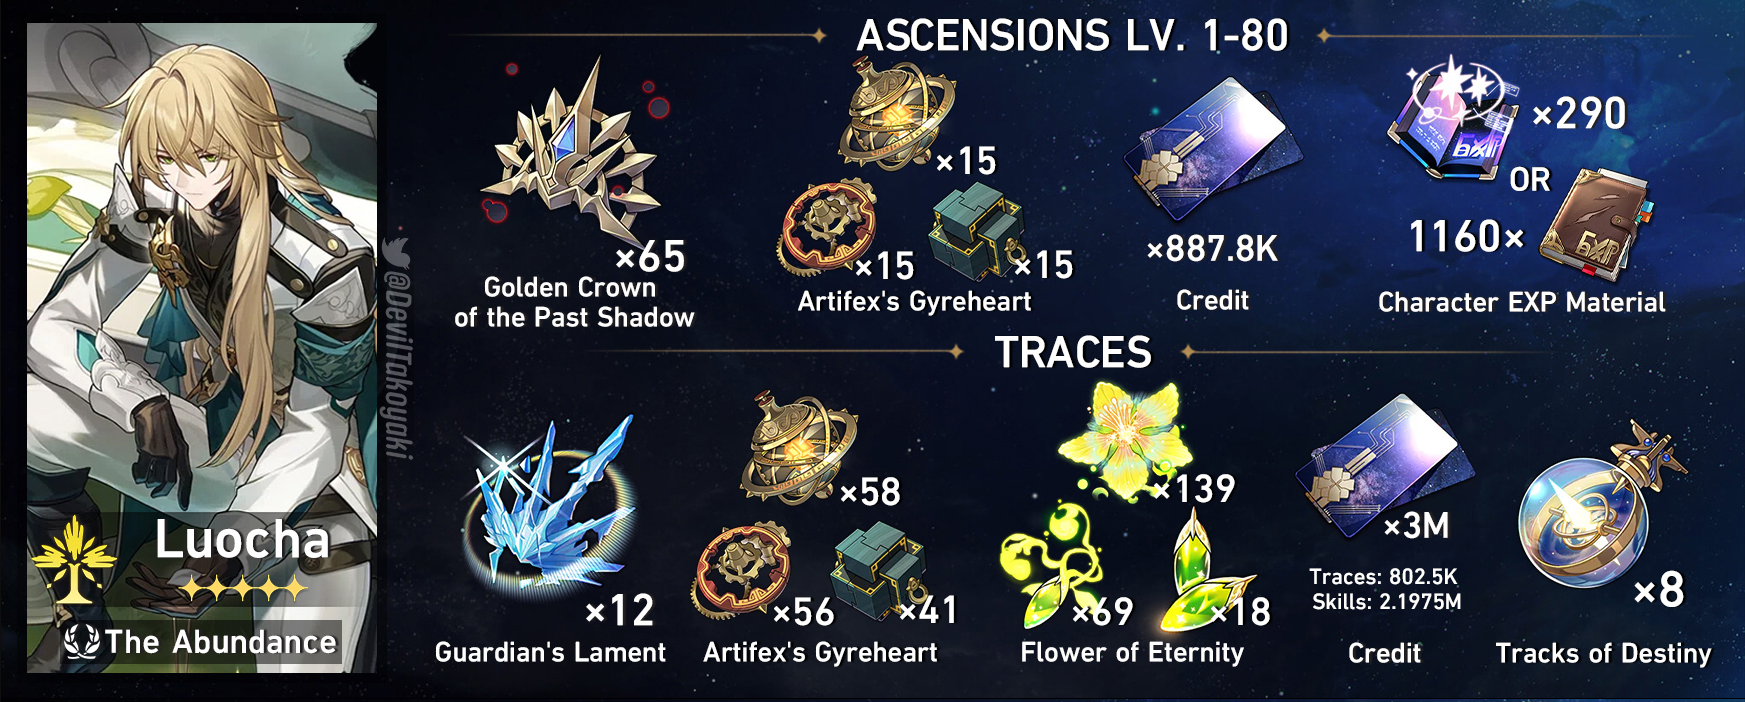 ASCENSIONS LV. 1-80
×65
Golden Crown
of the Past Shadow
×15
×15
×15
Artifex's Gyreheart
×887.8K
Credit
×290
OR
1160×
EXP
EXP
Character EXP Material
@DevilTakoyaki
TRACES
Luocha
The Abundance
×12
Guardian's Lament
×58
×56
×41
Artifex's Gyreheart
×139
×69
×18
Flower of Eternity
×3M
Traces: 802.5K
Skills: 2.1975M
Credit
×8
Tracks of Destiny